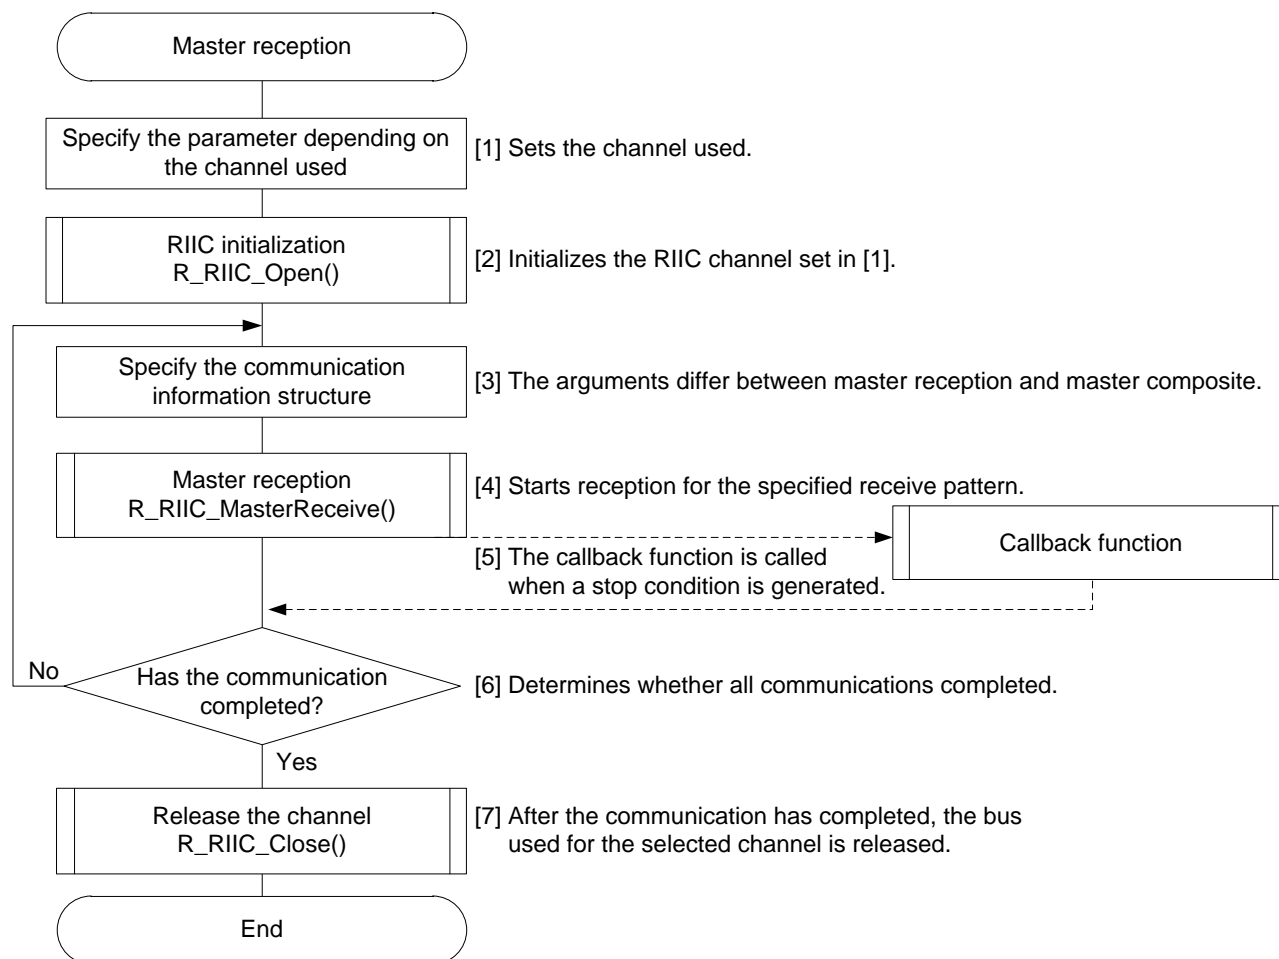 Master reception
Specify the parameter depending on
the channel used
[1] Sets the channel used.
RIIC initialization
R_RIIC_Open()
[2] Initializes the RIIC channel set in [1].
Specify the communication
information structure
[3] The arguments differ between master reception and master composite.
Master reception
R_RIIC_MasterReceive()
[4] Starts reception for the specified receive pattern.
[5] The callback function is called
when a stop condition is generated.
Callback function
No
Has the communication
completed?
[6] Determines whether all communications completed.
Yes
Release the channel
R_RIIC_Close()
[7] After the communication has completed, the bus
used for the selected channel is released.
End